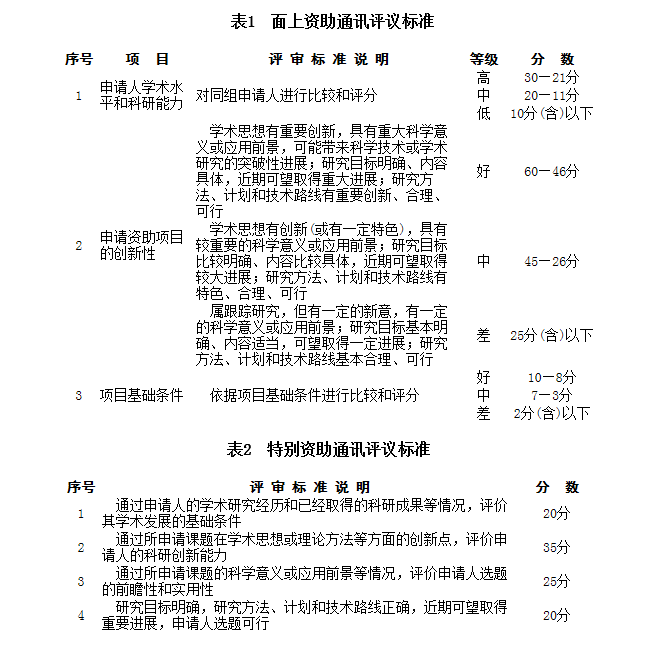 表1　面上资助通讯评议标准
序号　项　目　评 审 标 准 说 明　等级　分　数
1　申请人学术水平和科研能力　对同组申请人进行比较和评分　高　30—21分
中　20—11分
低　10分(含)以下
2　申请资助项目的创新性
学术思想有重要创新，具有重大科学意
义或应用前景，可能带来科学技术或学术
研究的突破性进展；研究目标明确、内容
具体，近期可望取得重大进展；研究方　好　60—46分
法、计划和技术路线有重要创新、合理、
可行
学术思想有创新(或有一定特色)，具有
较重要的科学意义或应用前景；研究目标
比较明确、内容比较具体，近期可望取得　中　45—26分
较大进展；研究方法、计划和技术路线有
特色、合理、可行
属跟踪研究，但有一定的新意，有一
定的科学意义或应用前景；研究目标基本明
确、内容适当，可望取得一定进展；研究　差　25分(含)以下
方法、计划和技术路线基本合理、可行
3　项目基础条件　依据项目基础条件进行比较和评分　好　10—8分
中　7—3分
差　2分(含)以下
表2　特别资助通讯评议标准
序号　评 审 标 准 说 明　分　数
1　通过申请人的学术研究经历和已经取得的科研成果等情况，评价　20分
其学术发展的基础条件
2　通过所申请课题在学术思想或理论方法等方面的创新点，评价申　35分
请人的科研创新能力
3　通过所申请课题的科学意义或应用前景等情况，评价申请人选题　25分
的前瞻性和实用性
4　研究目标明确，研究方法、计划和技术路线正确，近期可望取得　20分
重要进展，申请人选题可行